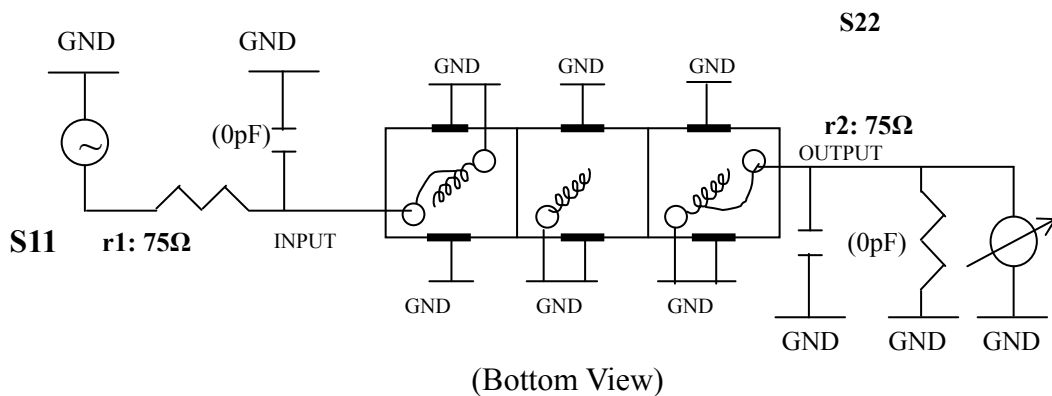 S22
GND
GND
GND
GND
GND
(0pF)
r2: 75Ω
OUTPUT
S11
r1: 75Ω
INPUT
(0pF)
GND
GND
GND
GND
GND
GND
(Bottom View)